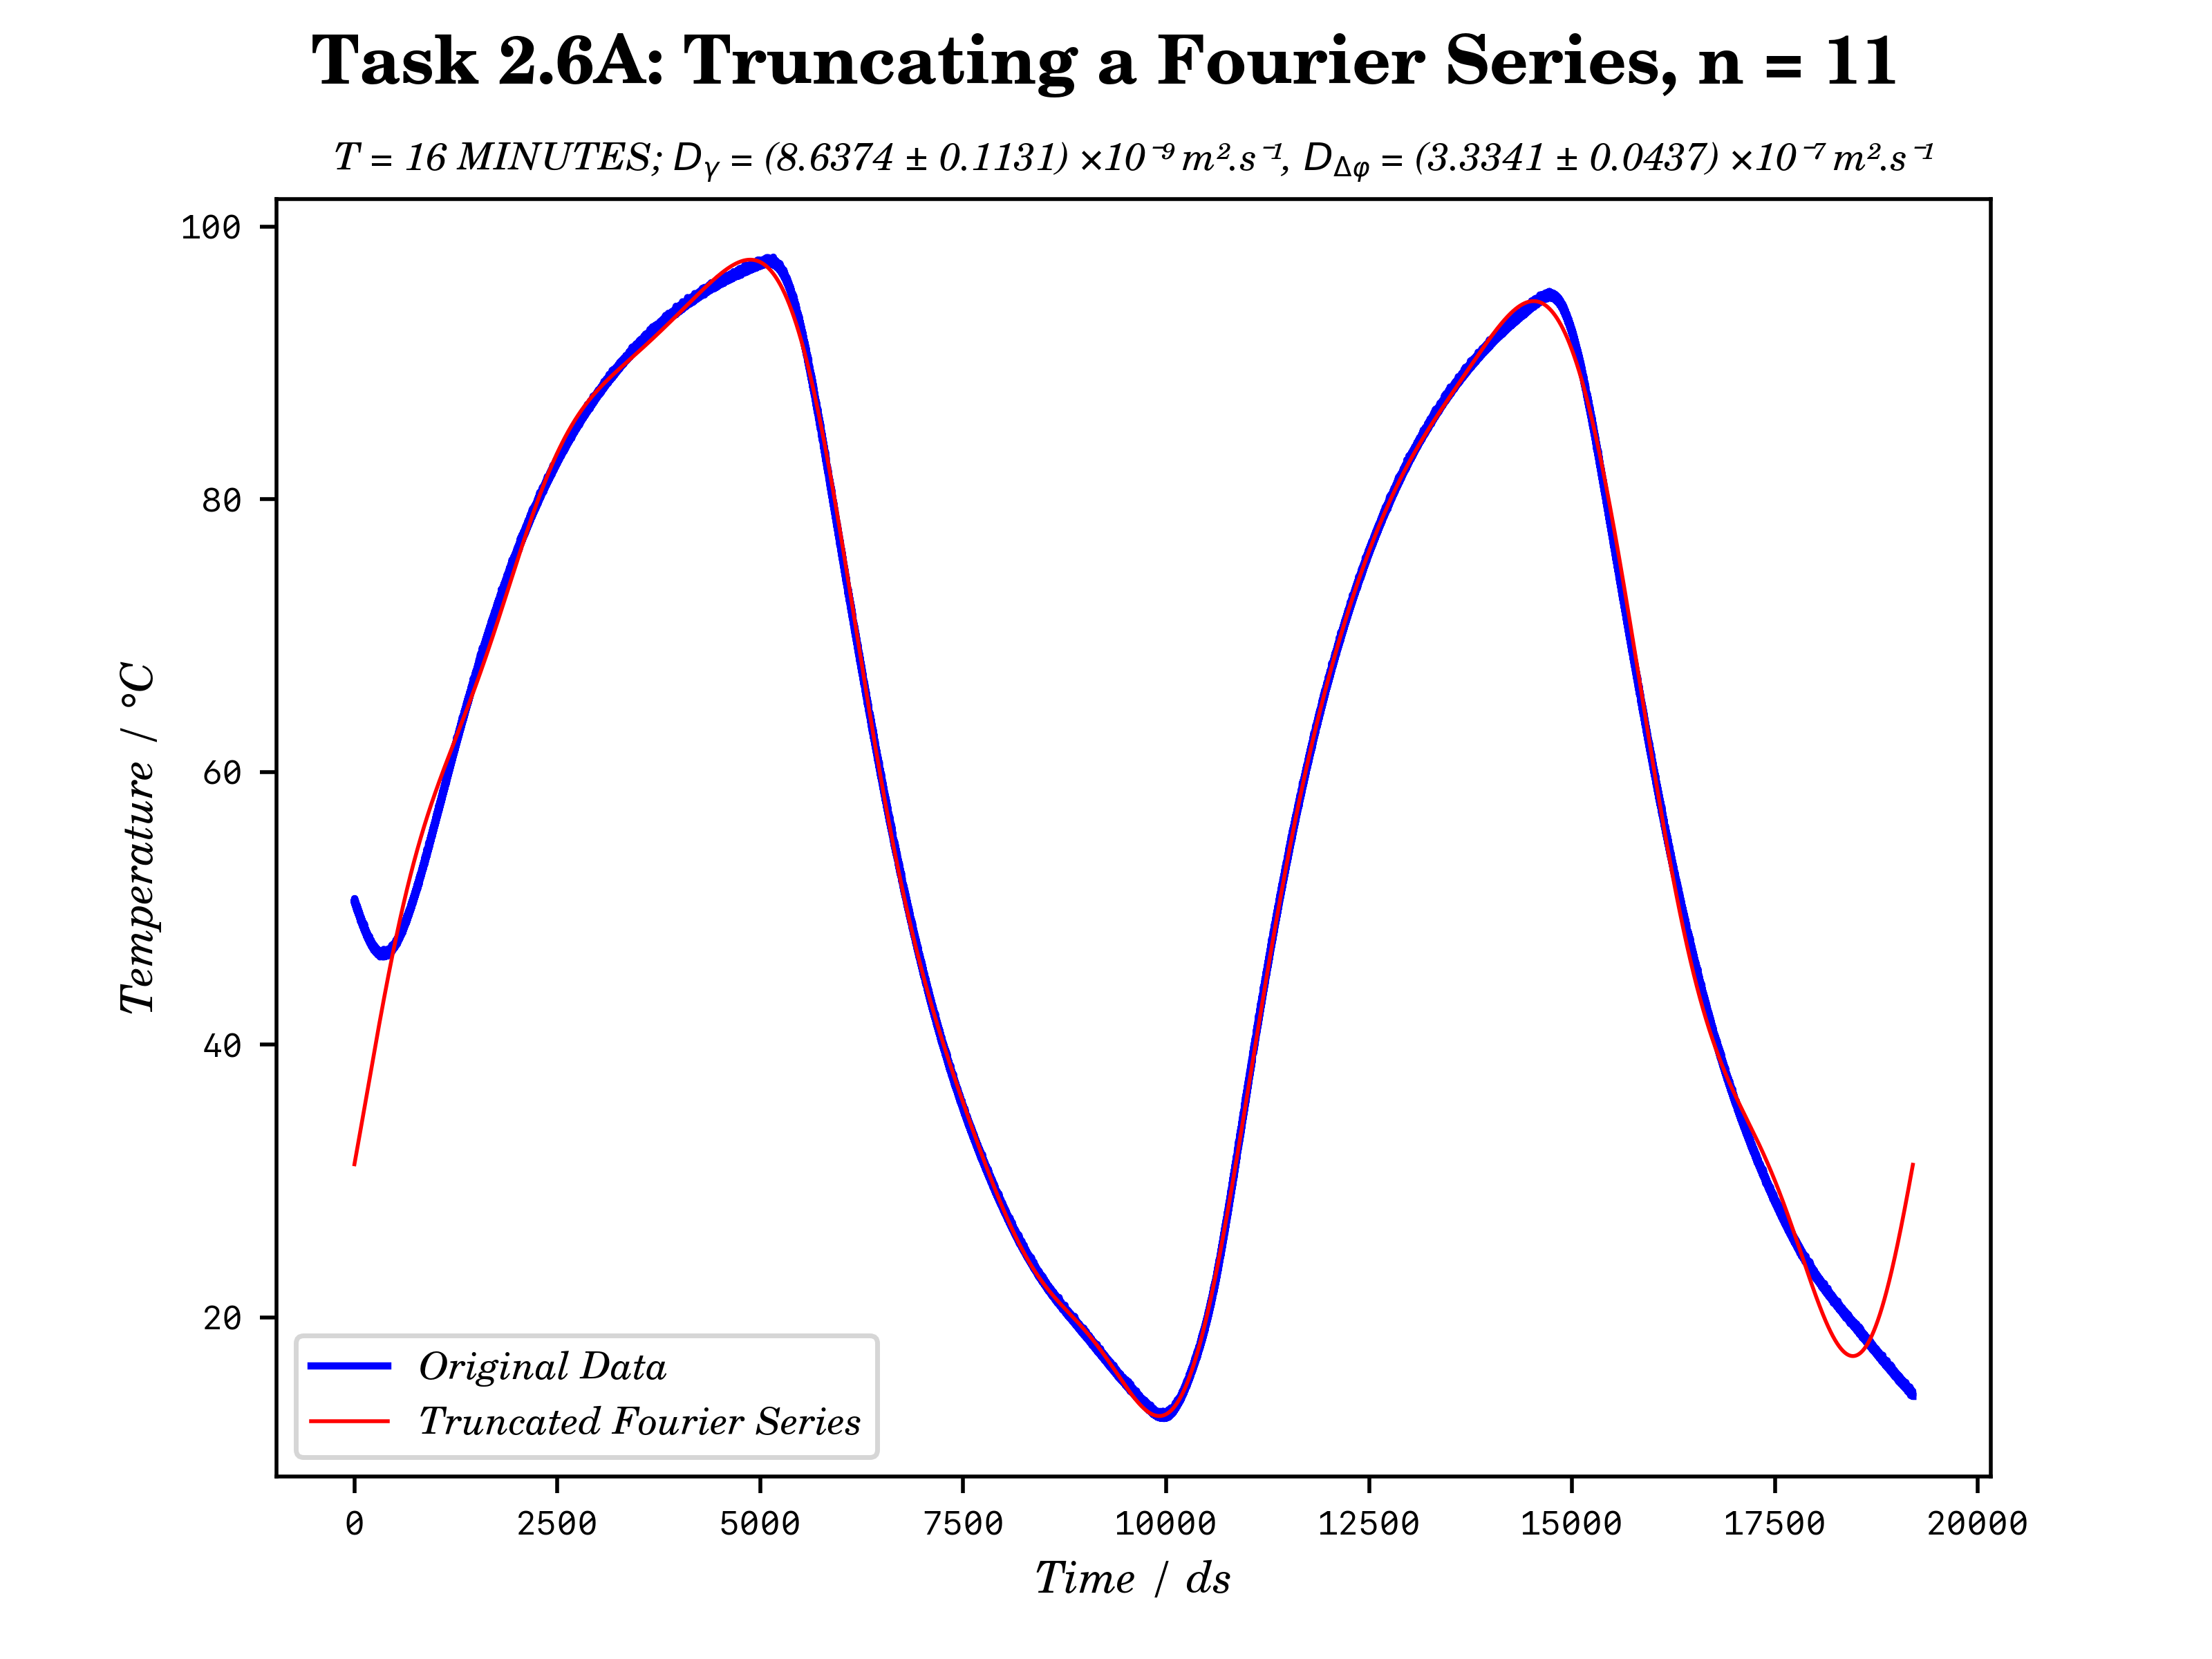 Task 2.6A: Truncating a Fourier Series, n = 11
T = 16 MINUTES; Dᵧ = (8.6374 ± 0.1131) ×10⁻⁹ m².s⁻¹, D_Δφ = (3.3341 ± 0.0437) ×10⁻⁷ m².s⁻¹
100
80
60
40
20
Temperature / °C
Original Data
Truncated Fourier Series
0 2500 5000 7500 10000 12500 15000 17500 20000
Time / ds